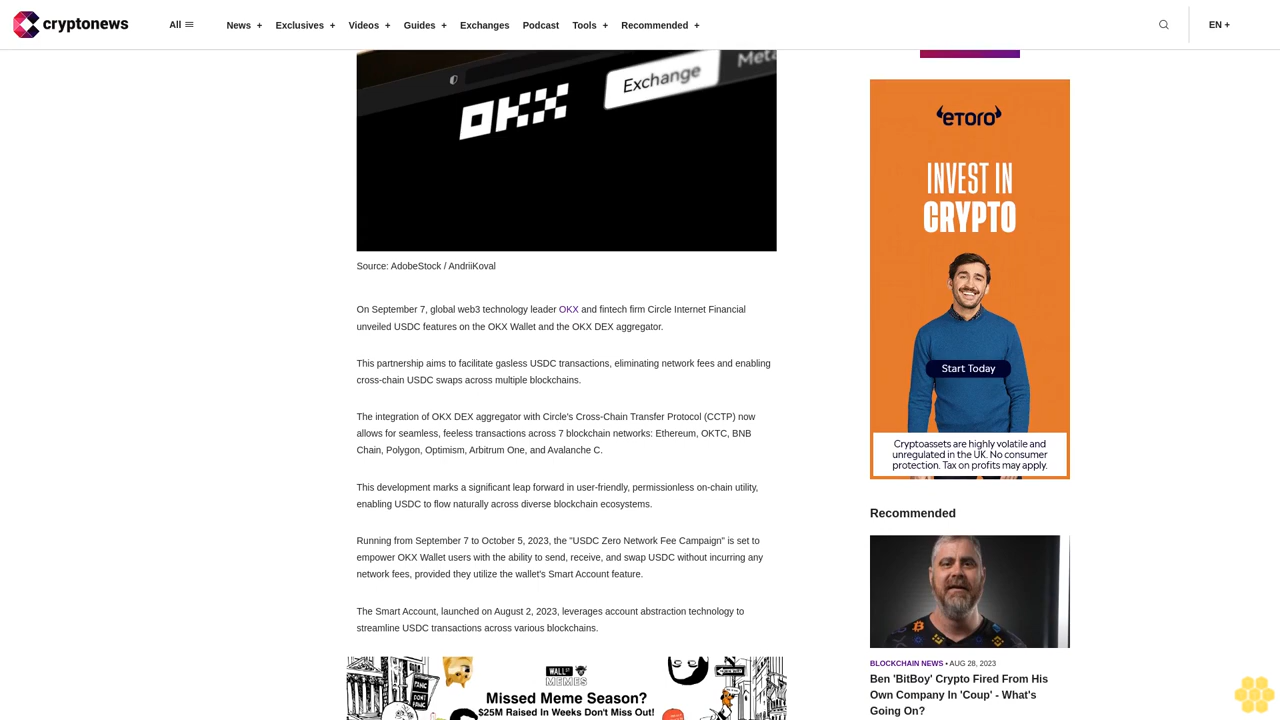 cryptonews
All
News +
Exclusives +
Videos +
Guides +
Exchanges
Podcast
Tools +
Recommended +
EN +
Exchange
Meta
OKX
Source: AdobeStock / AndriiKoval
On September 7, global web3 technology leader OKX and fintech firm Circle Internet Financial
unveiled USDC features on the OKX Wallet and the OKX DEX aggregator.
This partnership aims to facilitate gasless USDC transactions, eliminating network fees and enabling
cross-chain USDC swaps across multiple blockchains.
The integration of OKX DEX aggregator with Circle's Cross-Chain Transfer Protocol (CCTP) now
allows for seamless, feeless transactions across 7 blockchain networks: Ethereum, OKTC, BNB
Chain, Polygon, Optimism, Arbitrum One, and Avalanche C.
This development marks a significant leap forward in user-friendly, permissionless on-chain utility,
enabling USDC to flow naturally across diverse blockchain ecosystems.
Running from September 7 to October 5, 2023, the "USDC Zero Network Fee Campaign" is set to
empower OKX Wallet users with the ability to send, receive, and swap USDC without incurring any
network fees, provided they utilize the wallet's Smart Account feature.
The Smart Account, launched on August 2, 2023, leverages account abstraction technology to
streamline USDC transactions across various blockchains.
PANIC
DON'T
PANIC
WALL ST
MEMES
Missed Meme Season?
$25M Raised In Weeks Don't Miss Out!
eToro
INVEST IN
CRYPTO
Start Today
Cryptoassets are highly volatile and
unregulated in the UK. No consumer
protection. Tax on profits may apply.
Recommended
BLOCKCHAIN NEWS • AUG 28, 2023
Ben 'BitBoy' Crypto Fired From His
Own Company In 'Coup' - What's
Going On?